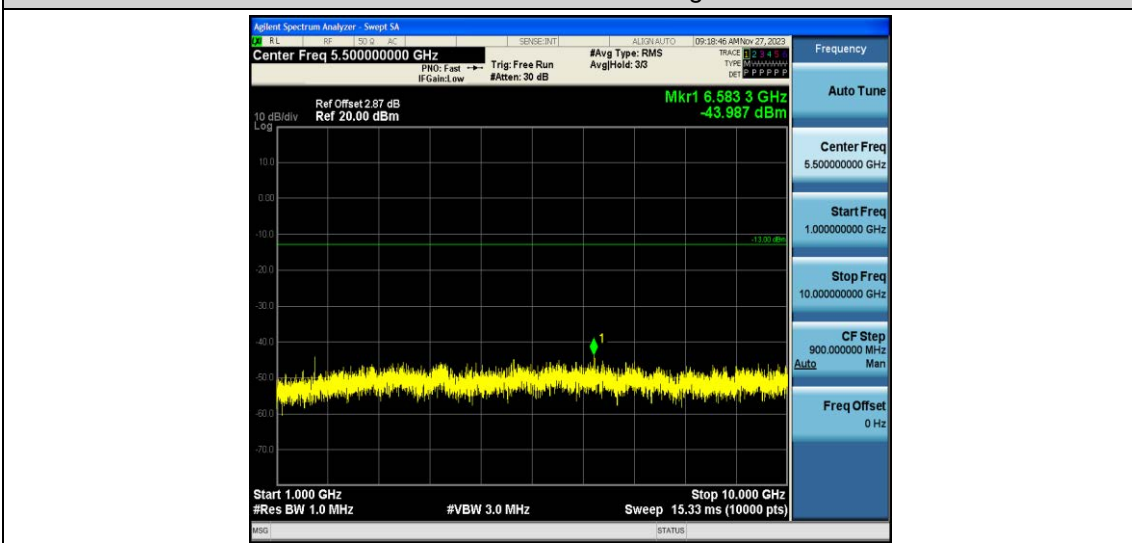 Agilent Spectrum Analyzer - Swept SA
RL RF 50 Ω AC SENSE:INT ALIGN AUTO 09:18:46 AM Nov 27, 2023
Center Freq 5.500000000 GHz
PNO: Fast
IFGain:Low
Trig: Free Run
#Atten: 30 dB
#Avg Type: RMS
Avg|Hold: 3/3
TRACE 1 2 3 4 5 6
TYPE M
DET P P P P P P
Ref Offset 2.87 dB
10 dB/div Ref 20.00 dBm
Log
Mkr1 6.583 3 GHz
-43.987 dBm
10.0
0.00
-10.0
-13.00 dBm
-20.0
-30.0
-40.0
1
-50.0
-60.0
-70.0
Start 1.000 GHz Stop 10.000 GHz
#Res BW 1.0 MHz #VBW 3.0 MHz Sweep 15.33 ms (10000 pts)
MSG STATUS
Frequency
Auto Tune
Center Freq
5.500000000 GHz
Start Freq
1.000000000 GHz
Stop Freq
10.000000000 GHz
CF Step
900.000000 MHz
Auto Man
Freq Offset
0 Hz